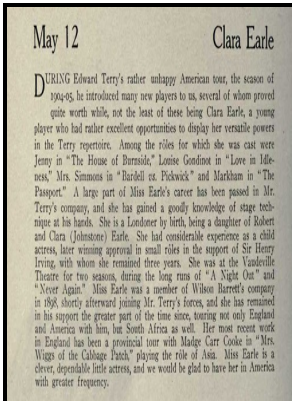 May 12 Clara Earle
DURING Edward Terry's rather unhappy American tour, the season of
1904-05, he introduced many new players to us, several of whom proved
quite worth while, not the least of these being Clara Earle, a young
player who had rather excellent opportunities to display her versatile powers
in the Terry repertoire. Among the rôles for which she was cast were
Jenny in "The House of Burnside," Louise Gondinot in "Love in Idle-
ness," Mrs. Simmons in "Bardell vs. Pickwick" and Markham in "The
Passport." A large part of Miss Earle's career has been passed in Mr.
Terry's company, and she has gained a goodly knowledge of stage tech-
nique at his hands. She is a Londoner by birth, being a daughter of Robert
and Clara (Johnstone) Earle. She had considerable experience as a child
actress, later winning approval in small rôles in the support of Sir Henry
Irving, with whom she remained three years. She was at the Vaudeville
Theatre for two seasons, during the long runs of "A Night Out" and
"Never Again." Miss Earle was a member of Wilson Barrett's company
in 1898, shortly afterward joining Mr. Terry's forces, and she has remained
in his support the greater part of the time since, touring not only England
and America with him, but South Africa as well. Her most recent work
in England has been a provincial tour with Madge Carr Cooke in "Mrs.
Wiggs of the Cabbage Patch," playing the rôle of Asia. Miss Earle is a
clever, dependable little actress, and we would be glad to have her in America
with greater frequency.